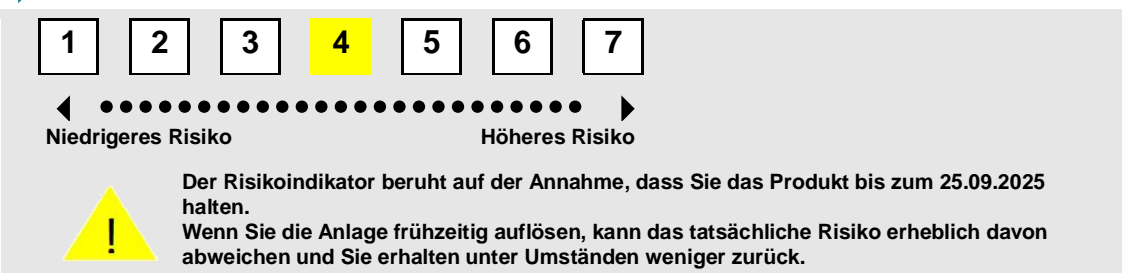 1 2 3 4 5 6 7
Niedrigeres Risiko Höheres Risiko
Der Risikoindikator beruht auf der Annahme, dass Sie das Produkt bis zum 25.09.2025
halten.
! Wenn Sie die Anlage frühzeitig auflösen, kann das tatsächliche Risiko erheblich davon
abweichen und Sie erhalten unter Umständen weniger zurück.